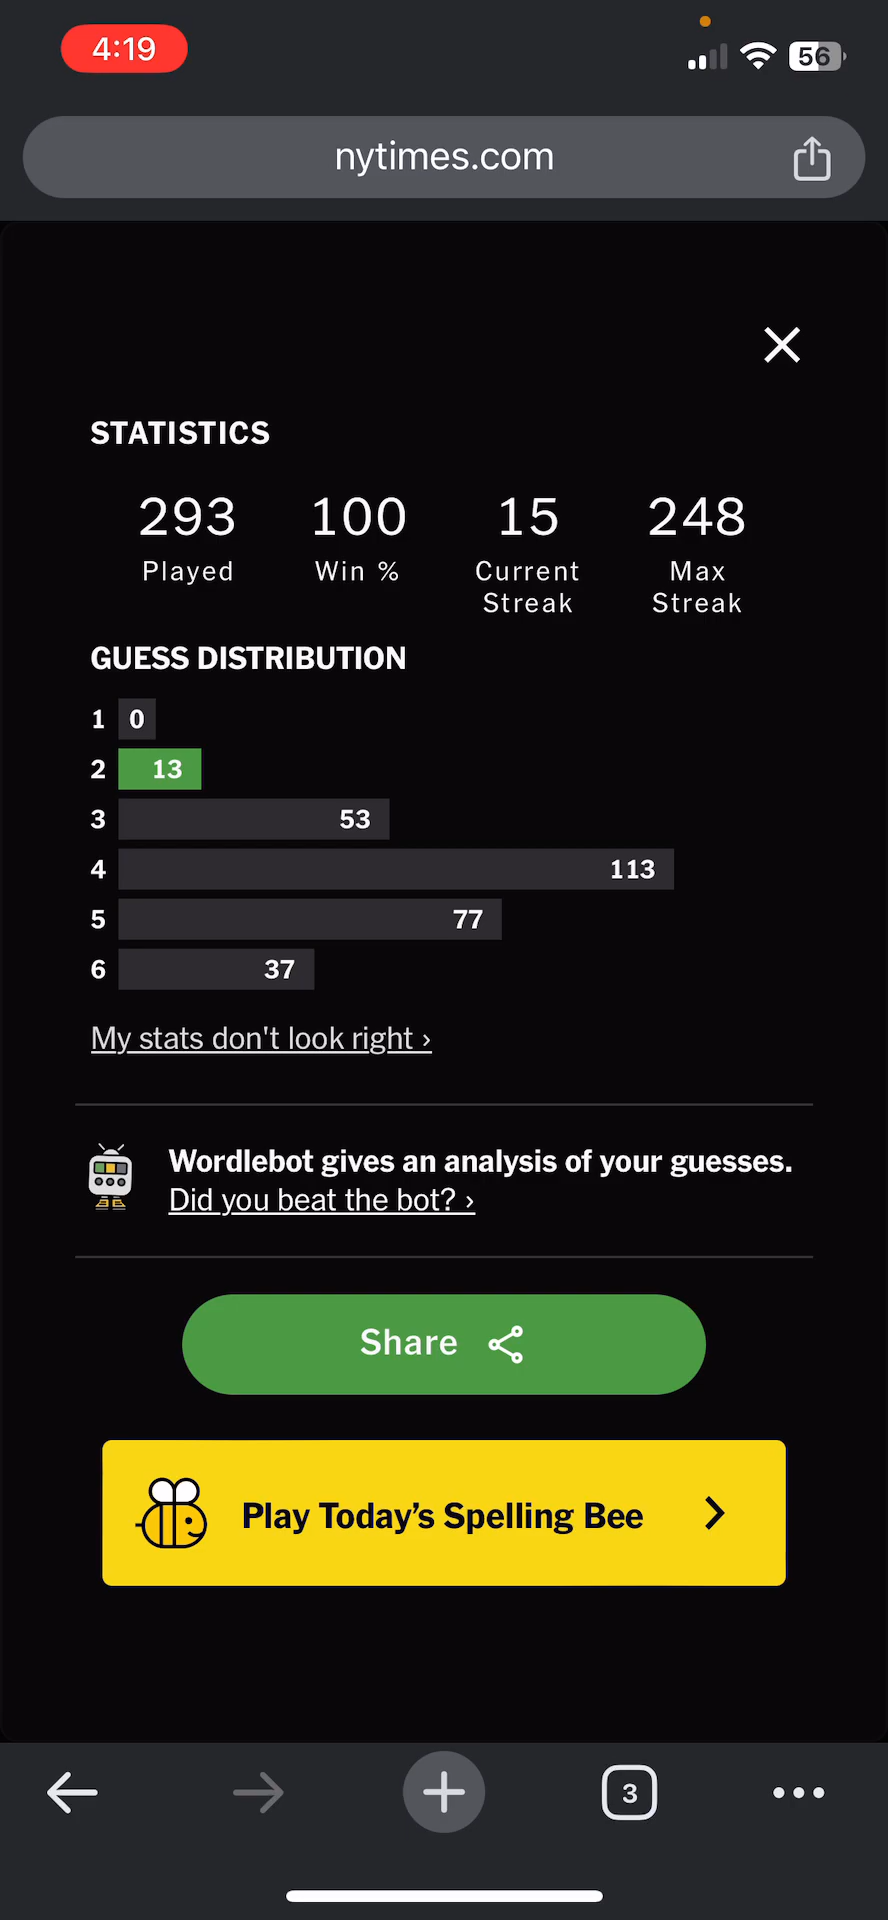 4:19
56
nytimes.com
STATISTICS
293 100 15 248
Played Win % Current Streak Max Streak
GUESS DISTRIBUTION
1 0
2 13
3 53
4 113
5 77
6 37
My stats don't look right ›
Wordlebot gives an analysis of your guesses.
Did you beat the bot? ›
Share
Play Today’s Spelling Bee
3